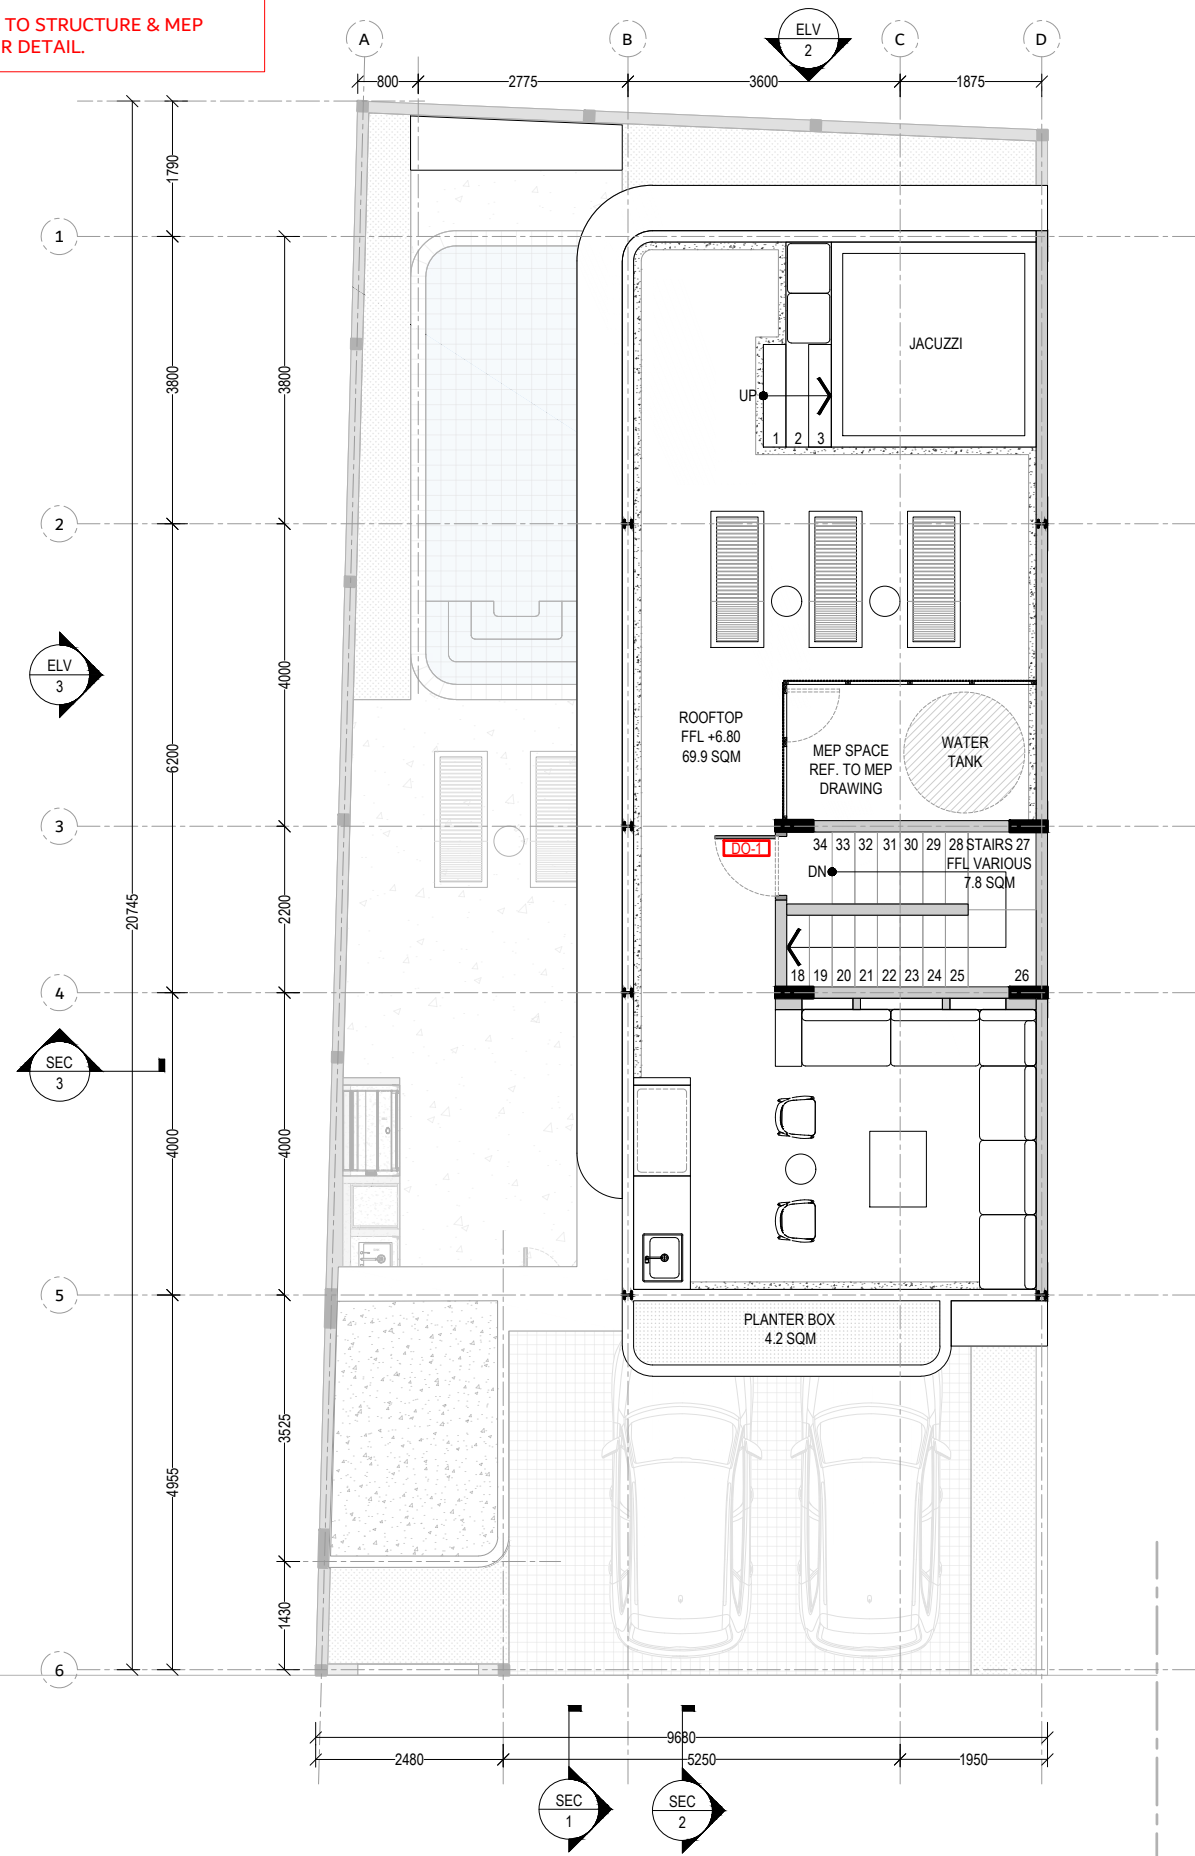 TO STRUCTURE & MEP
R DETAIL.
A
B
ELV
2
C
D
800
2775
3600
1875
1790
1
3800
3800
JACUZZI
UP
1
2
3
2
ELV
3
20745
6200
4000
ROOFTOP
FFL +6.80
69.9 SQM
MEP SPACE
REF. TO MEP
DRAWING
WATER
TANK
3
DO-1
34 33 32 31 30 29 28 STAIRS 27
FFL VARIOUS
7.8 SQM
DN
2200
18 19 20 21 22 23 24 25 26
4
SEC
3
4000
4000
5
PLANTER BOX
4.2 SQM
3525
4955
1430
6
9680
2480
5250
1950
SEC
1
SEC
2